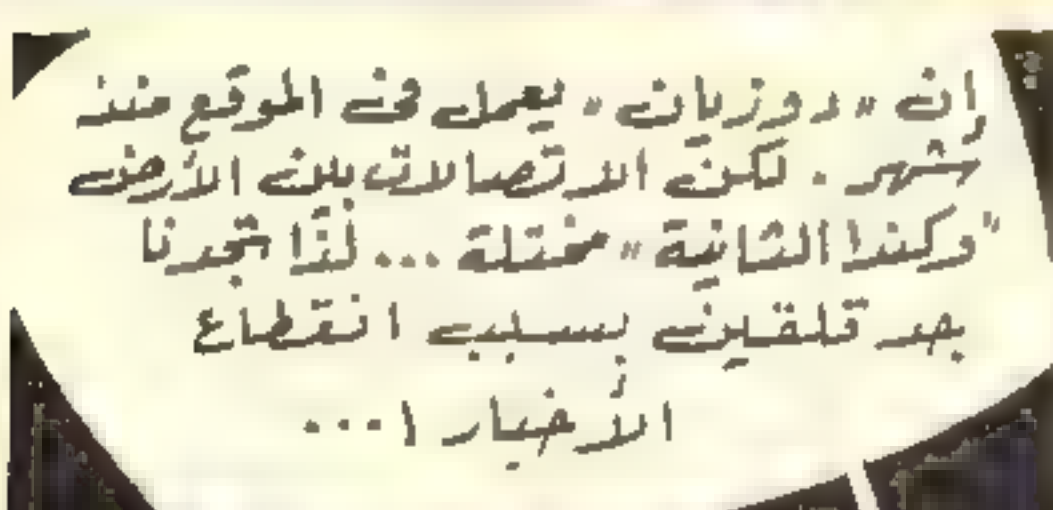 إن « دوزيان » يعمل في الموقع منذ
شهر . لكن الاتصالات بين الأرض
"وكندا الثانية" مختلة ... لذا تجدنا
جد قلقين بسبب انقطاع
الأخبار ! ...